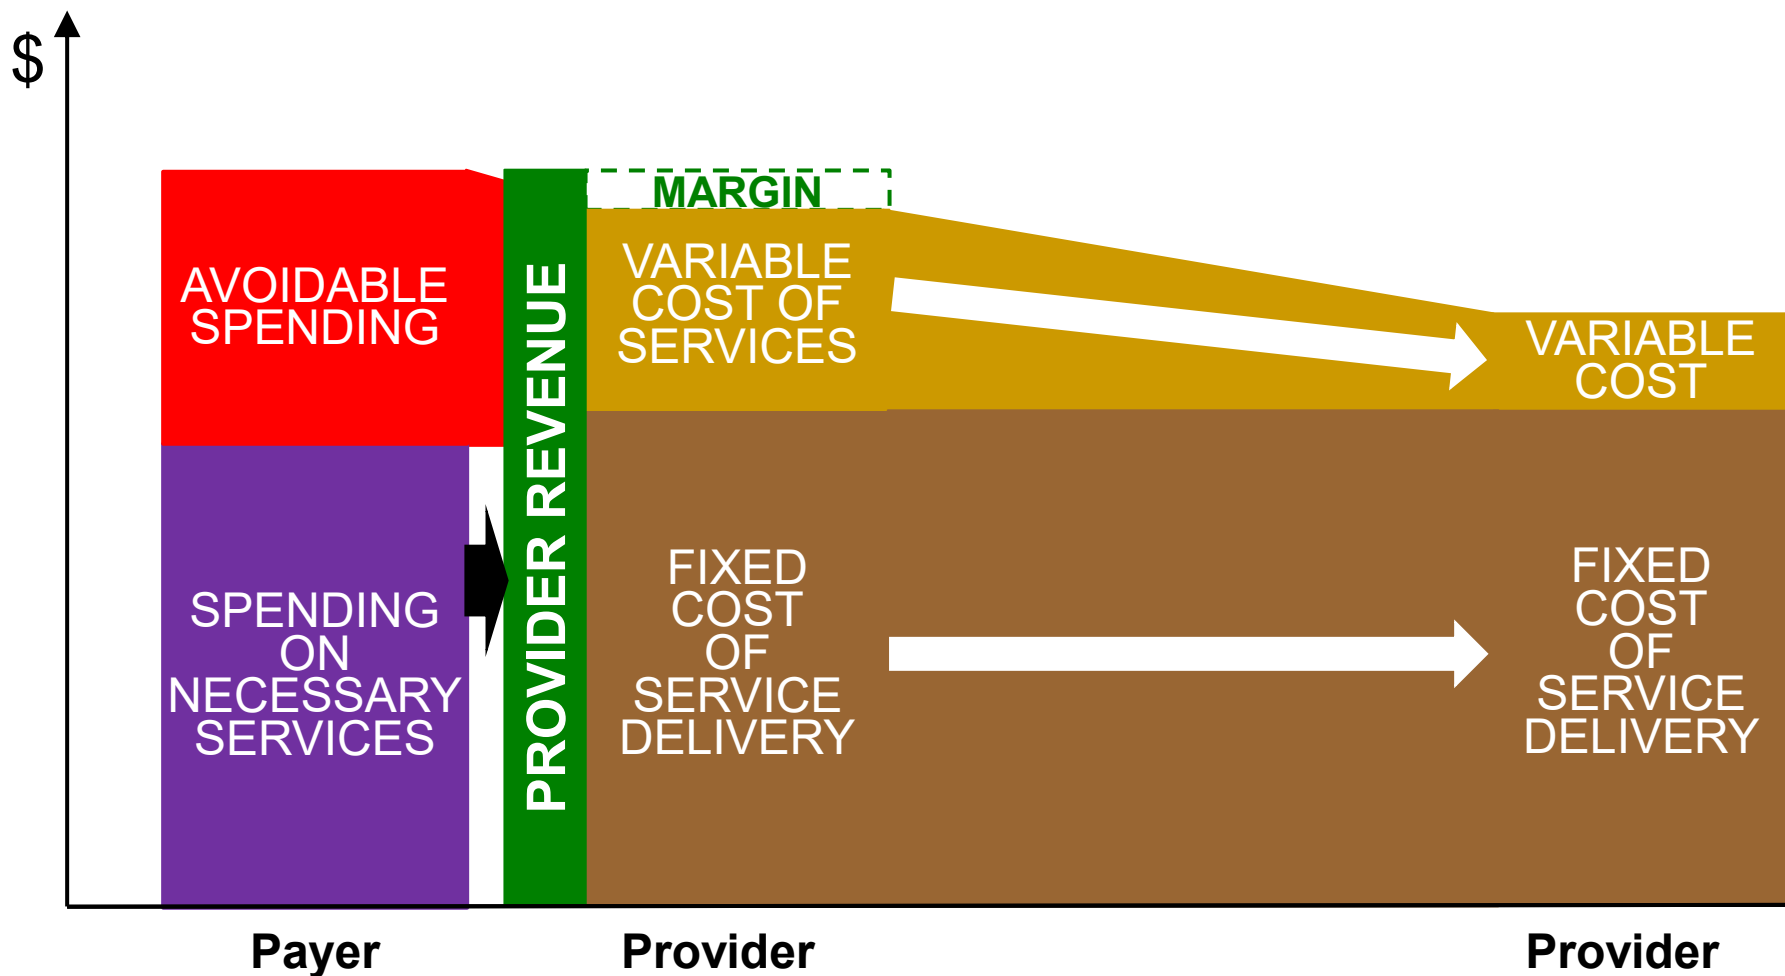 $
AVOIDABLE
SPENDING
SPENDING
ON
NECESSARY
SERVICES
PROVIDER REVENUE
MARGIN
VARIABLE
COST OF
SERVICES
FIXED
COST
OF
SERVICE
DELIVERY
VARIABLE
COST
FIXED
COST
OF
SERVICE
DELIVERY
Payer
Provider
Provider